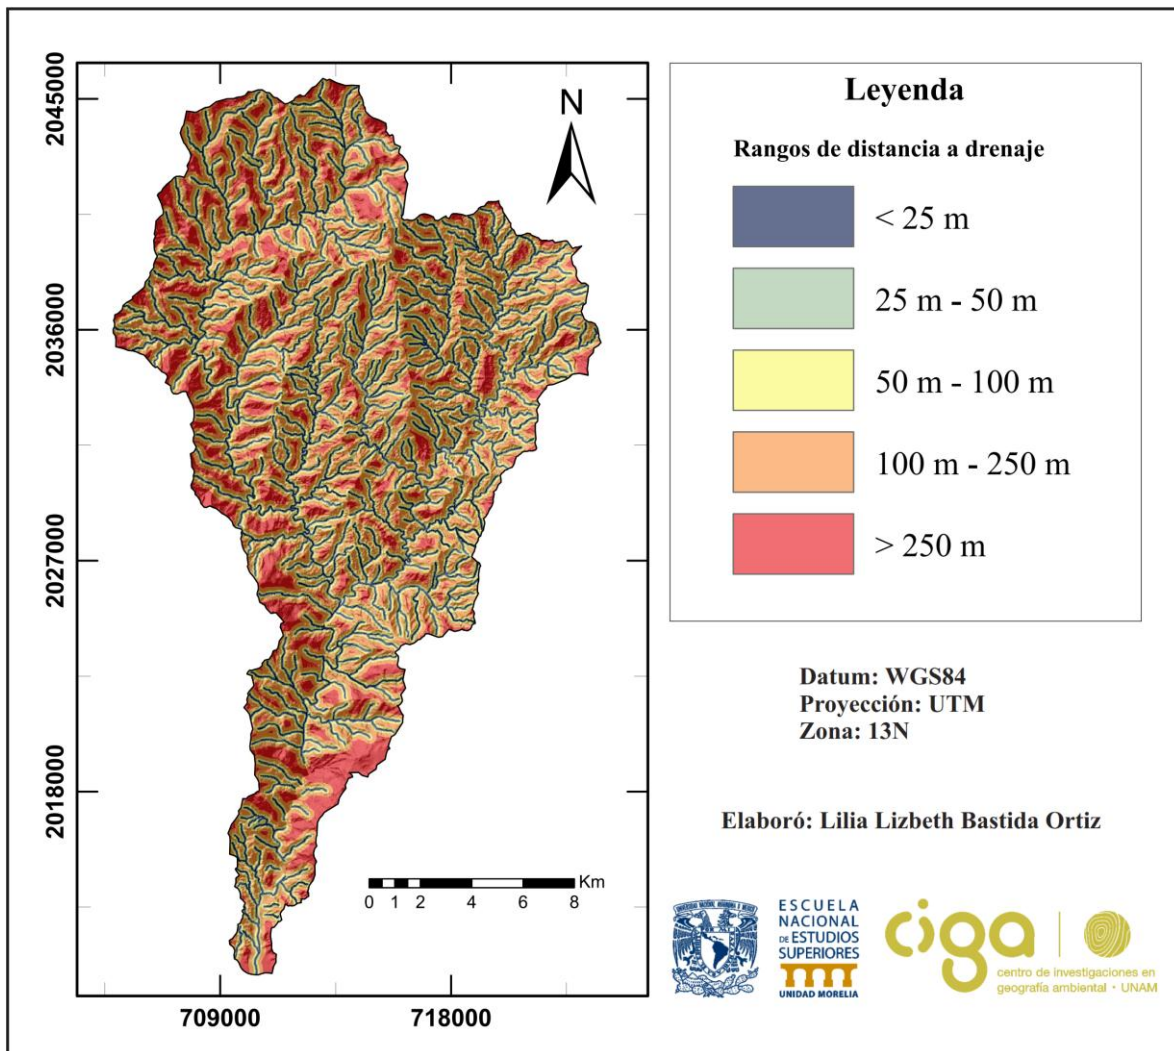 Leyenda
Rangos de distancia a drenaje
< 25 m
25 m - 50 m
50 m - 100 m
100 m - 250 m
> 250 m
Datum: WGS84
Proyección: UTM
Zona: 13N
Elaboró: Lilia Lizbeth Bastida Ortiz
N
2045000
2036000
2027000
2018000
709000
718000
Km
0 1 2 4 6 8
ESCUELA
NACIONAL
DE ESTUDIOS
SUPERIORES
UNIDAD MORELIA
ciga
centro de investigaciones en
geografía ambiental • UNAM